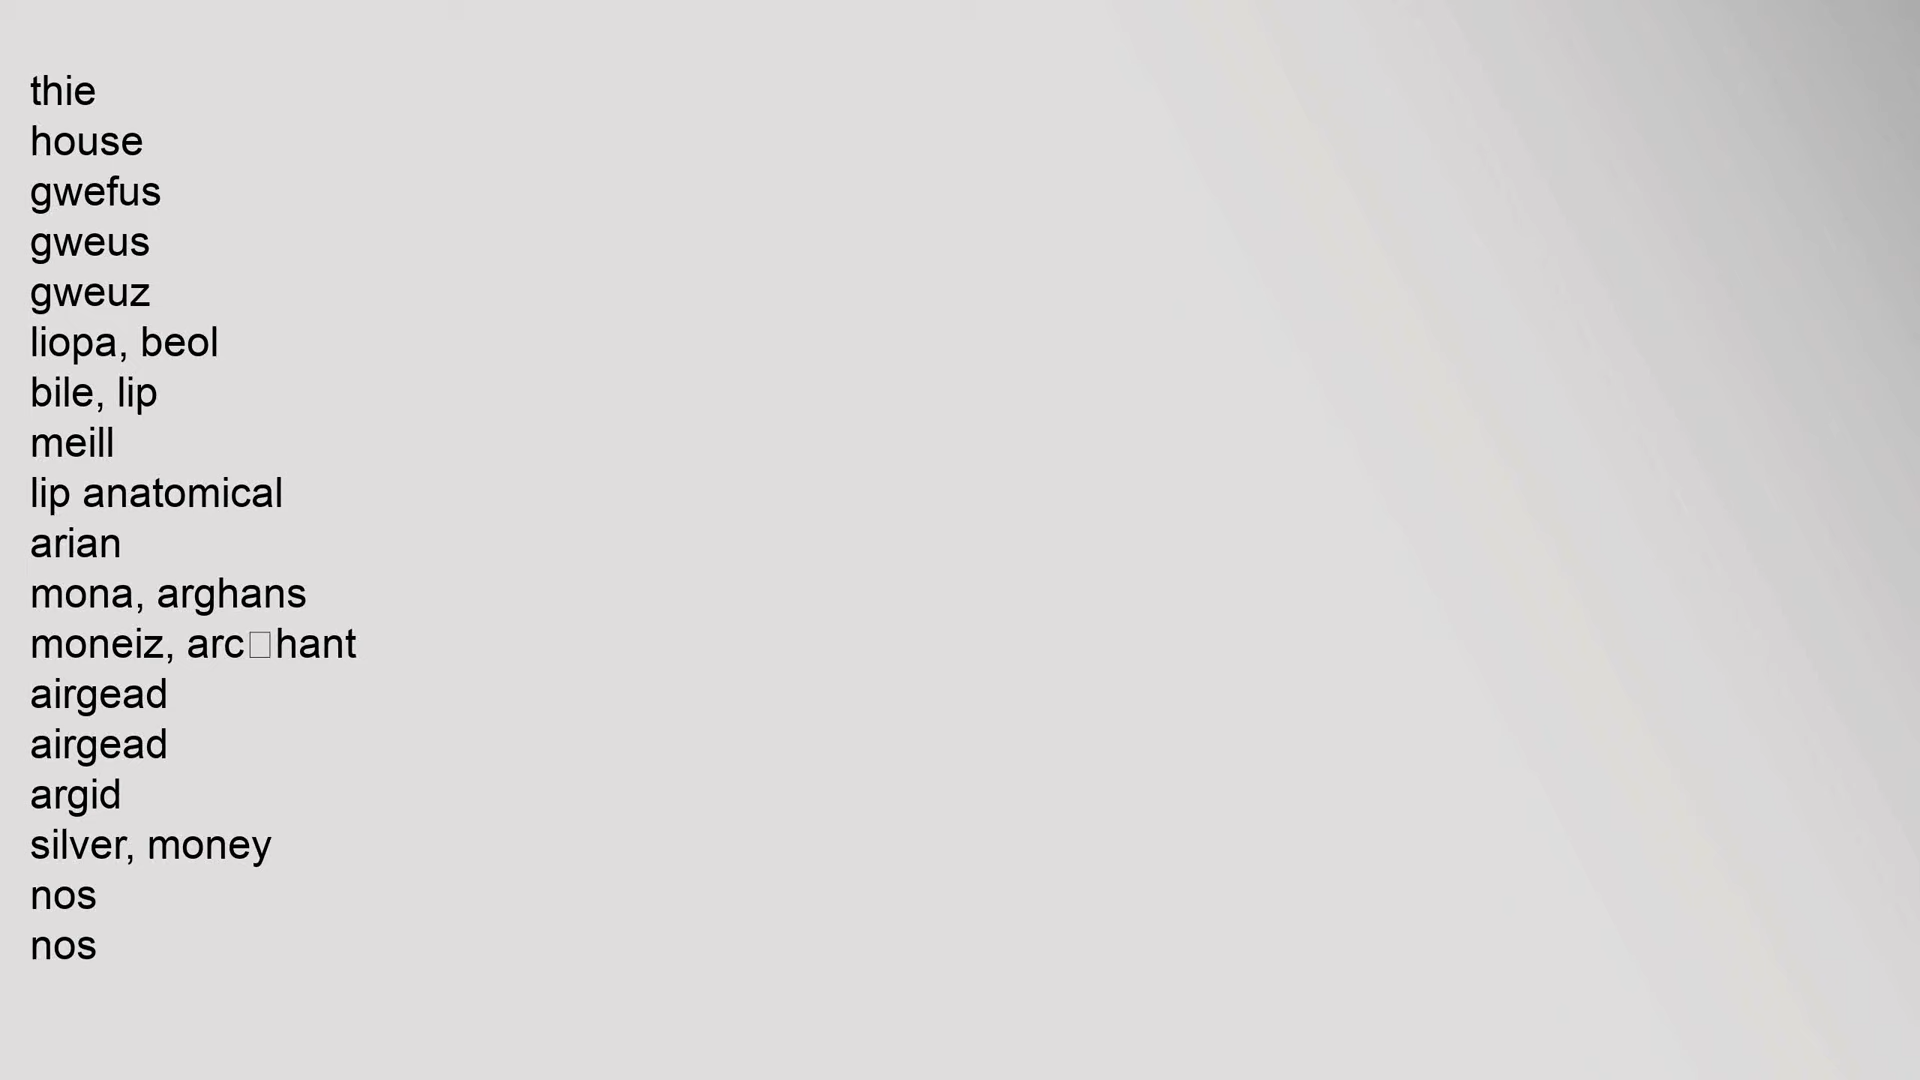 thie
house
gwefus
gweus
gweuz
liopa, beol
bile, lip
meill
lip anatomical
arian
mona, arghans
moneiz, arc□hant
airgead
airgead
argid
silver, money
nos
nos